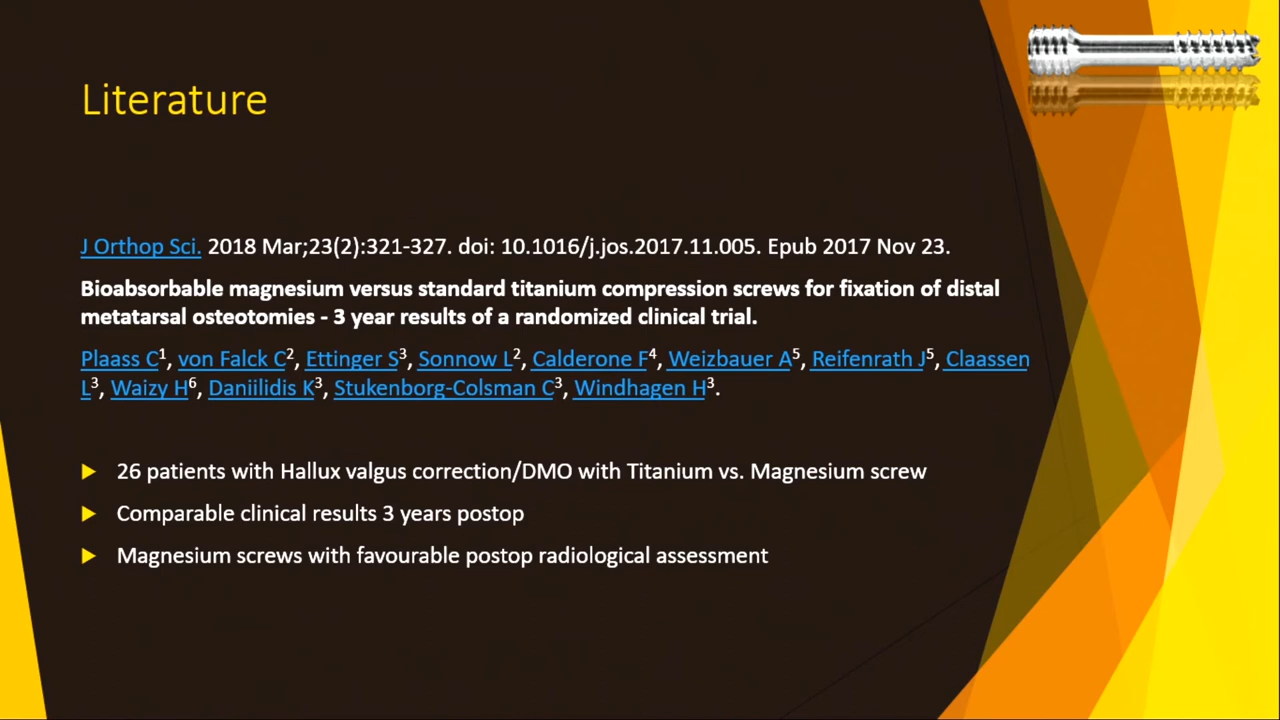 Literature
J Orthop Sci. 2018 Mar;23(2):321-327. doi: 10.1016/j.jos.2017.11.005. Epub 2017 Nov 23.
Bioabsorbable magnesium versus standard titanium compression screws for fixation of distal
metatarsal osteotomies - 3 year results of a randomized clinical trial.
Plaass C1, von Falck C2, Ettinger S3, Sonnow L2, Calderone F4, Weizbauer A5, Reifenrath J5, Claassen
L3, Waizy H6, Daniilidis K3, Stukenborg-Colsman C3, Windhagen H3.
26 patients with Hallux valgus correction/DMO with Titanium vs. Magnesium screw
Comparable clinical results 3 years postop
Magnesium screws with favourable postop radiological assessment